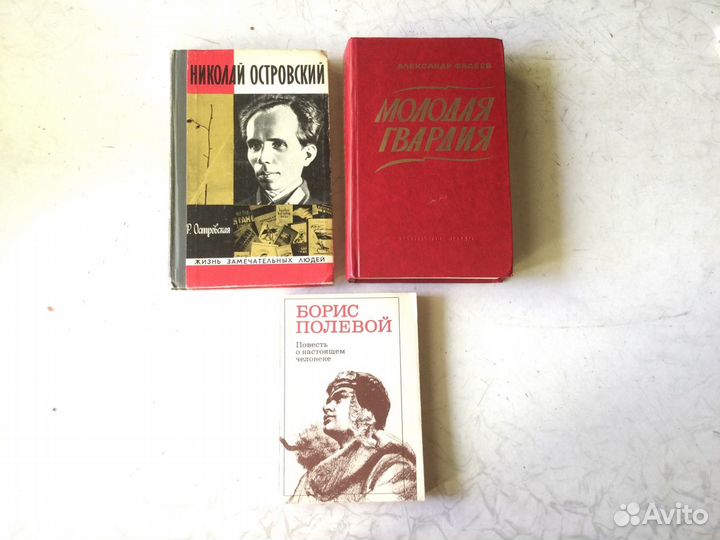 НИКОЛАЙ ОСТРОВСКИЙ
Р. Островская
ЖИЗНЬ ЗАМЕЧАТЕЛЬНЫХ ЛЮДЕЙ
АЛЕКСАНДР ФАДЕЕВ
МОЛОДАЯ
ГВАРДИЯ
БОРИС
ПОЛЕВОЙ
Повесть
о настоящем
человеке
Avito